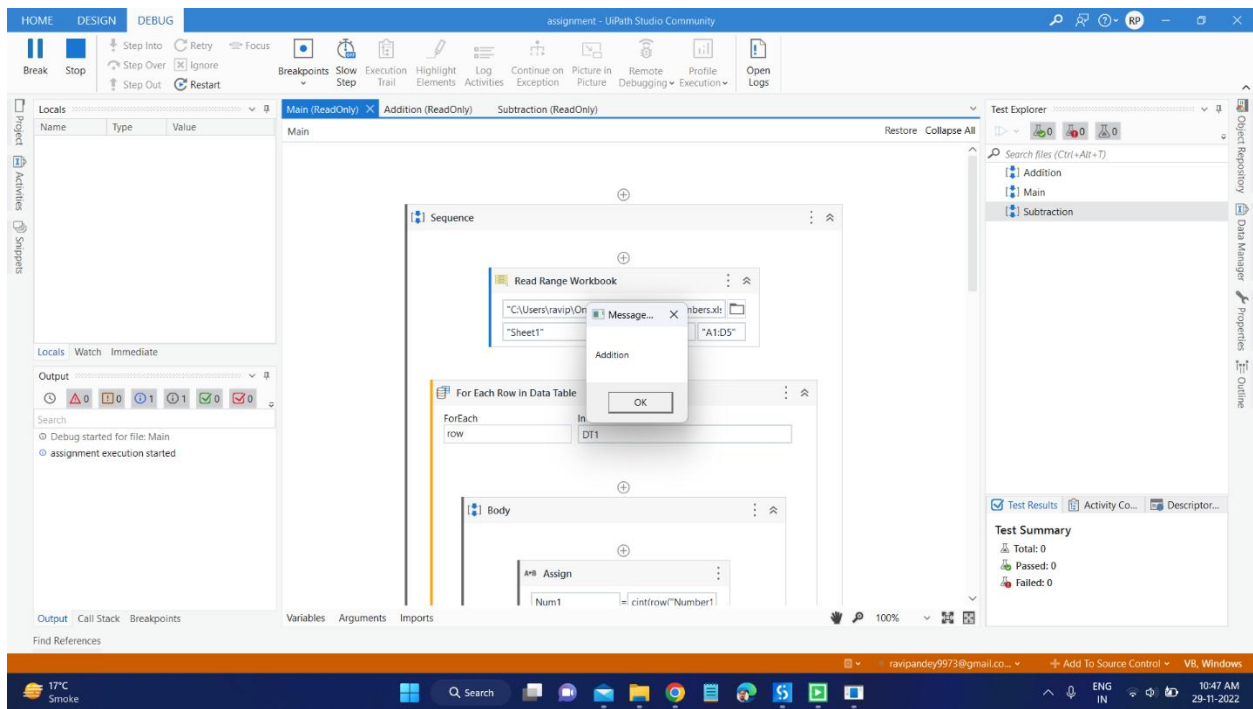 HOME DESIGN DEBUG
assignment - UiPath Studio Community
RP
Break
Stop
Step Into
Step Over
Step Out
Retry
Ignore
Restart
Focus
Breakpoints
Slow Step
Execution Trail
Highlight Elements
Log Activities
Continue on Exception
Picture in Picture
Remote Debugging
Profile Execution
Open Logs
Project
Activities
Snippets
Locals
Name Type Value
Locals Watch Immediate
Output
0 0 1 1 0 0
Search
Debug started for file: Main
assignment execution started
Output Call Stack Breakpoints
Find References
Main (ReadOnly) Addition (ReadOnly) Subtraction (ReadOnly)
Main
Restore Collapse All
Sequence
Read Range Workbook
"C:\Users\ravip\On
nbers.xl
"Sheet1" "A1:D5"
Message...
Addition
OK
For Each Row in Data Table
ForEach In
row DT1
Body
A*B Assign
Num1 = cint(row("Number1
Variables Arguments Imports
100%
Test Explorer
0 0 0
Search files (Ctrl+Alt+T)
Addition
Main
Subtraction
Test Results Activity Co... Descriptor...
Test Summary
Total: 0
Passed: 0
Failed: 0
Object Repository
Data Manager
Properties
Outline
ravipandey9973@gmail.co...
Add To Source Control
VB, Windows
17°C
Smoke
Search
ENG
IN
10:47 AM
29-11-2022